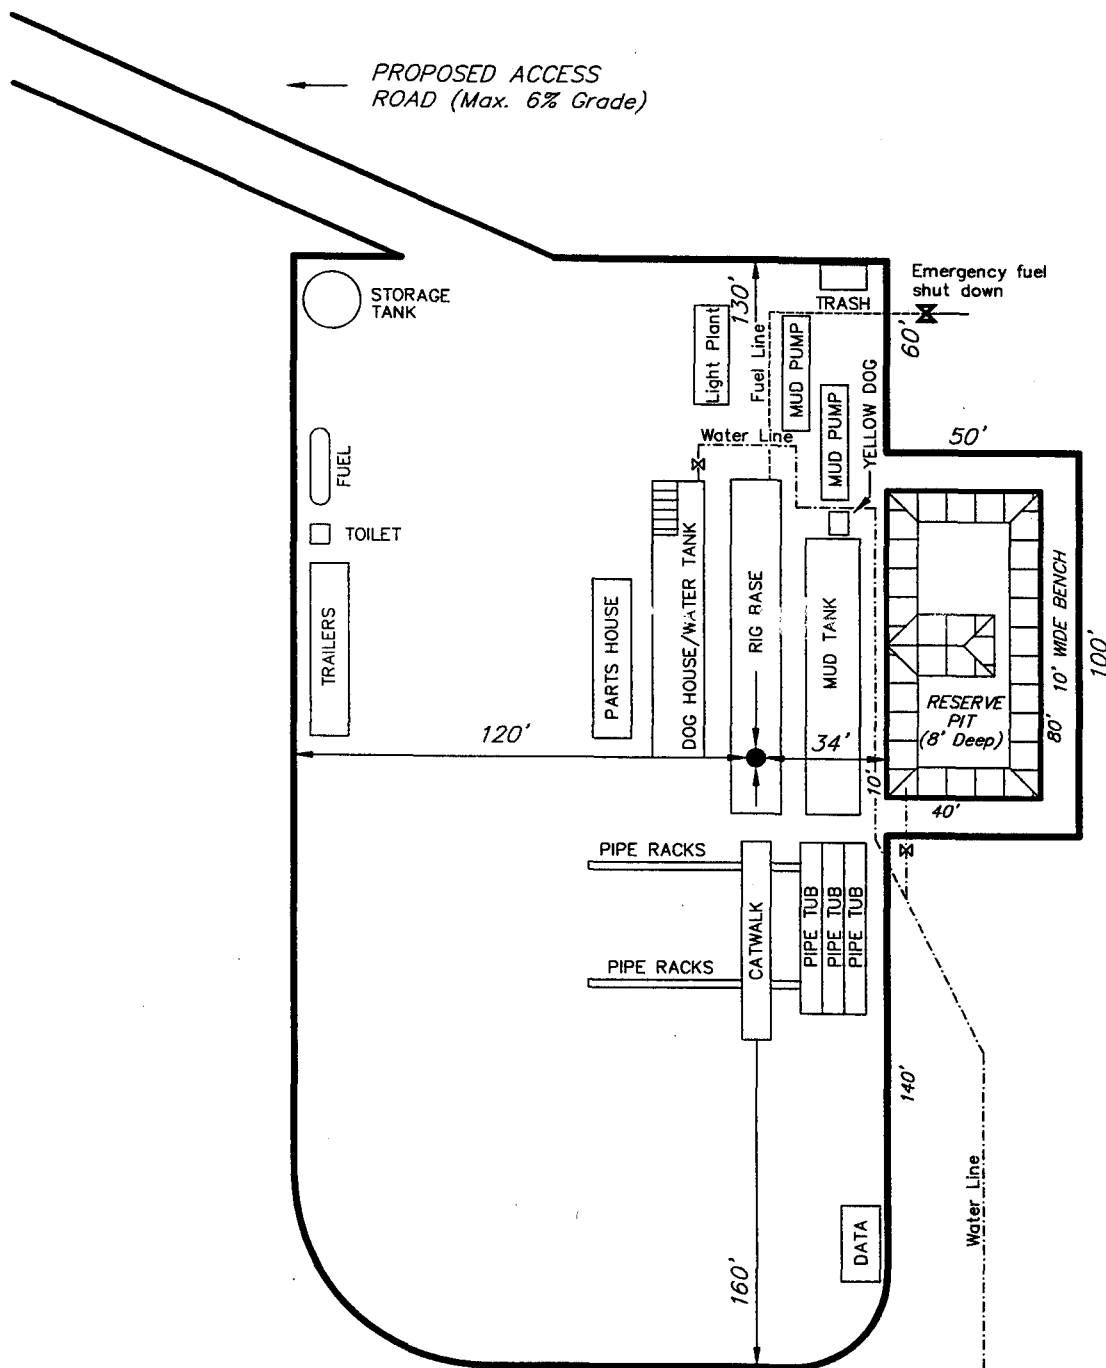 PROPOSED ACCESS
ROAD (Max. 6% Grade)
STORAGE
TANK
130'
TRASH
Emergency fuel
shut down
60'
Light Plant
Fuel Line
MUD PUMP
MUD PUMP
YELLOW DOG
Water Line
50'
FUEL
TOILET
TRAILERS
PARTS HOUSE
DOG HOUSE/WATER TANK
RIG BASE
MUD TANK
RESERVE
PIT
(8' Deep)
80'
10' WIDE BENCH
100'
120'
34'
10'
40'
PIPE RACKS
PIPE RACKS
CATWALK
PIPE TUB
PIPE TUB
PIPE TUB
140'
Water Line
DATA
160'